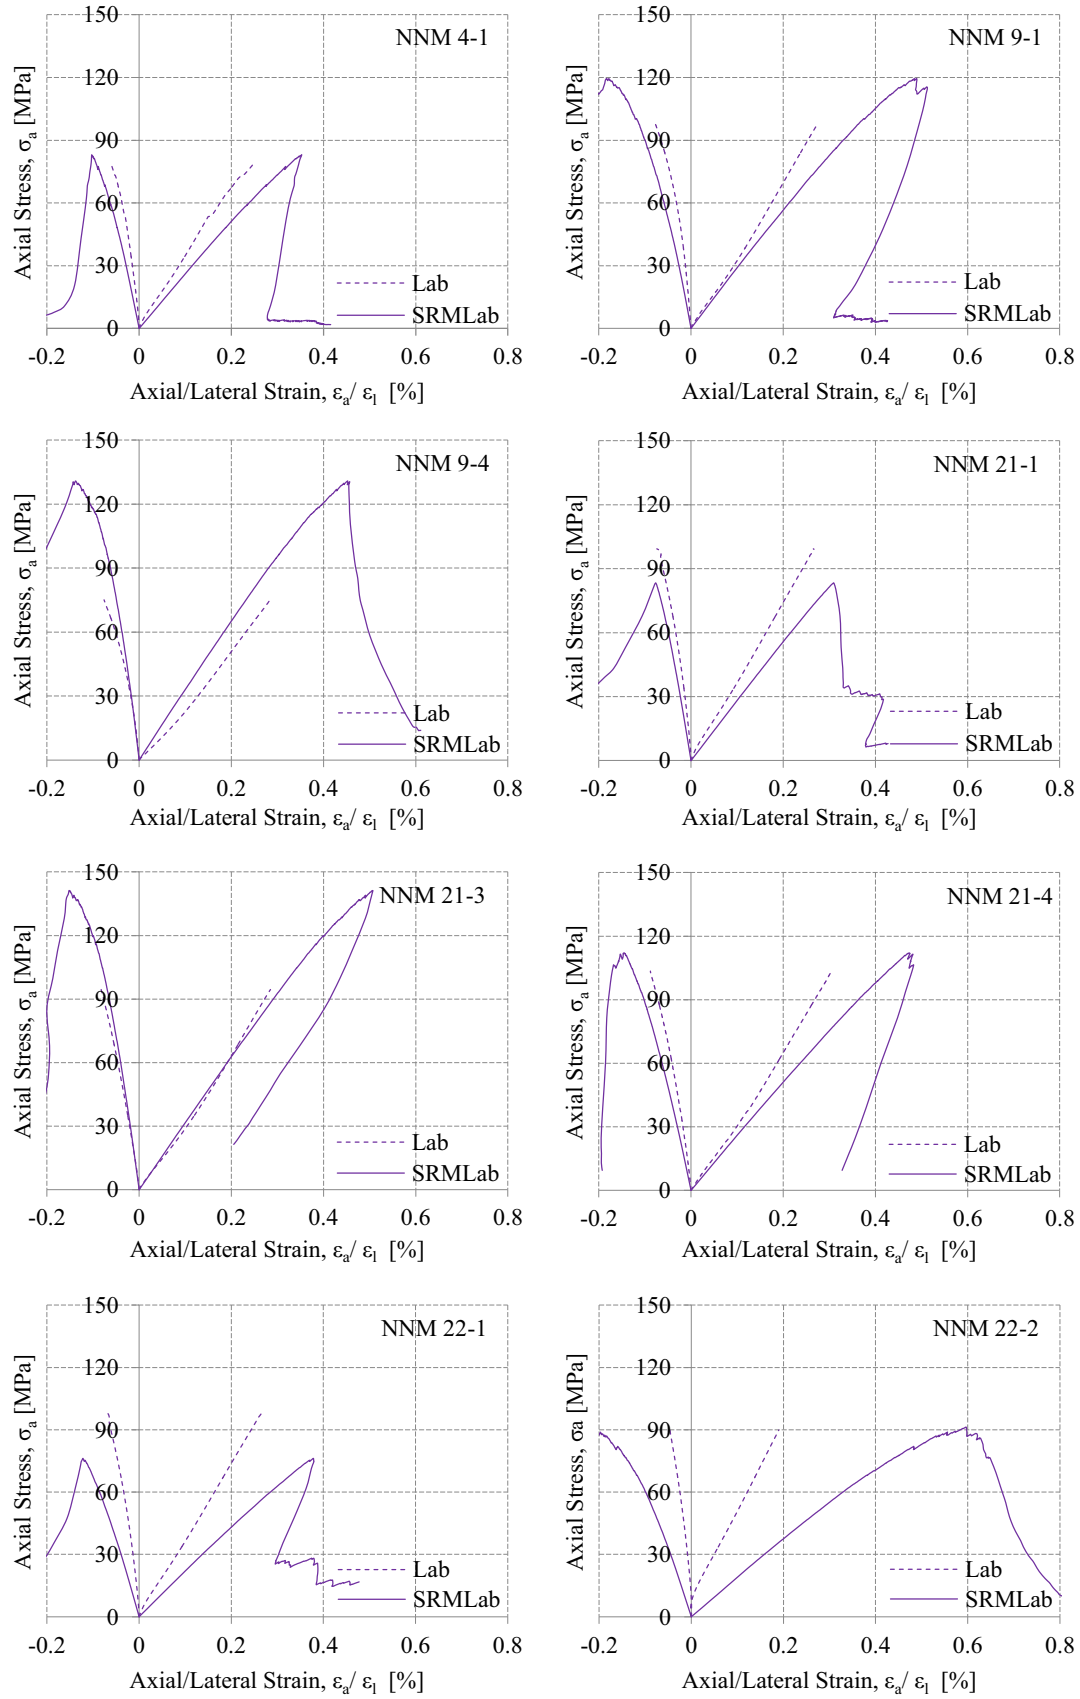 NNM 4-1
Axial Stress, σa [MPa]
150
120
90
60
30
0
Lab
SRMLab
-0.2 0 0.2 0.4 0.6 0.8
Axial/Lateral Strain, εa/ εl [%]
NNM 9-1
Axial Stress, σa [MPa]
150
120
90
60
30
0
Lab
SRMLab
-0.2 0 0.2 0.4 0.6 0.8
Axial/Lateral Strain, εa/ εl [%]
NNM 9-4
Axial Stress, σa [MPa]
150
120
90
60
30
0
Lab
SRMLab
-0.2 0 0.2 0.4 0.6 0.8
Axial/Lateral Strain, εa/ εl [%]
NNM 21-1
Axial Stress, σa [MPa]
150
120
90
60
30
0
Lab
SRMLab
-0.2 0 0.2 0.4 0.6 0.8
Axial/Lateral Strain, εa/ εl [%]
NNM 21-3
Axial Stress, σa [MPa]
150
120
90
60
30
0
Lab
SRMLab
-0.2 0 0.2 0.4 0.6 0.8
Axial/Lateral Strain, εa/ εl [%]
NNM 21-4
Axial Stress, σa [MPa]
150
120
90
60
30
0
Lab
SRMLab
-0.2 0 0.2 0.4 0.6 0.8
Axial/Lateral Strain, εa/ εl [%]
NNM 22-1
Axial Stress, σa [MPa]
150
120
90
60
30
0
Lab
SRMLab
-0.2 0 0.2 0.4 0.6 0.8
Axial/Lateral Strain, εa/ εl [%]
NNM 22-2
Axial Stress, σa [MPa]
150
120
90
60
30
0
Lab
SRMLab
-0.2 0 0.2 0.4 0.6 0.8
Axial/Lateral Strain, εa/ εl [%]